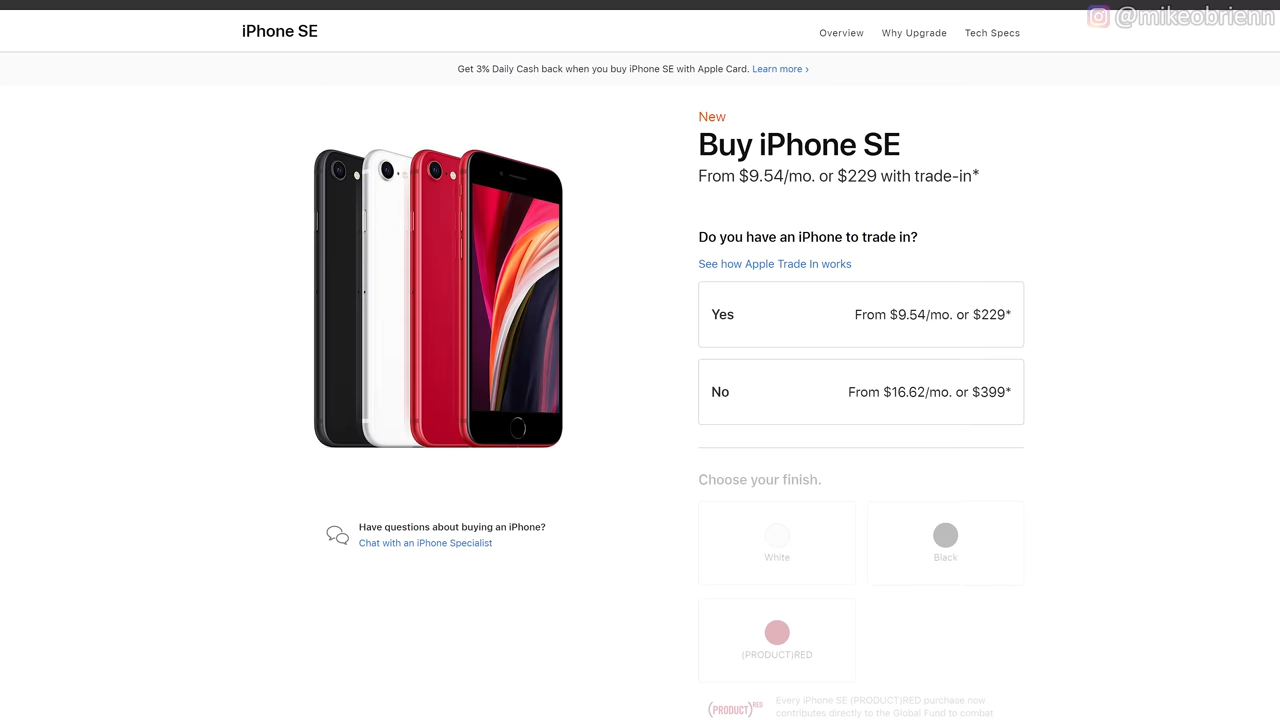 @mikeobrienn
iPhone SE
Overview Why Upgrade Tech Specs
Get 3% Daily Cash back when you buy iPhone SE with Apple Card. Learn more ›
New
Buy iPhone SE
From $9.54/mo. or $229 with trade-in*
Do you have an iPhone to trade in?
See how Apple Trade In works
Yes From $9.54/mo. or $229*
No From $16.62/mo. or $399*
Choose your finish.
White Black
(PRODUCT)RED
Have questions about buying an iPhone?
Chat with an iPhone Specialist
(PRODUCT)RED
Every iPhone SE (PRODUCT)RED purchase now
contributes directly to the Global Fund to combat